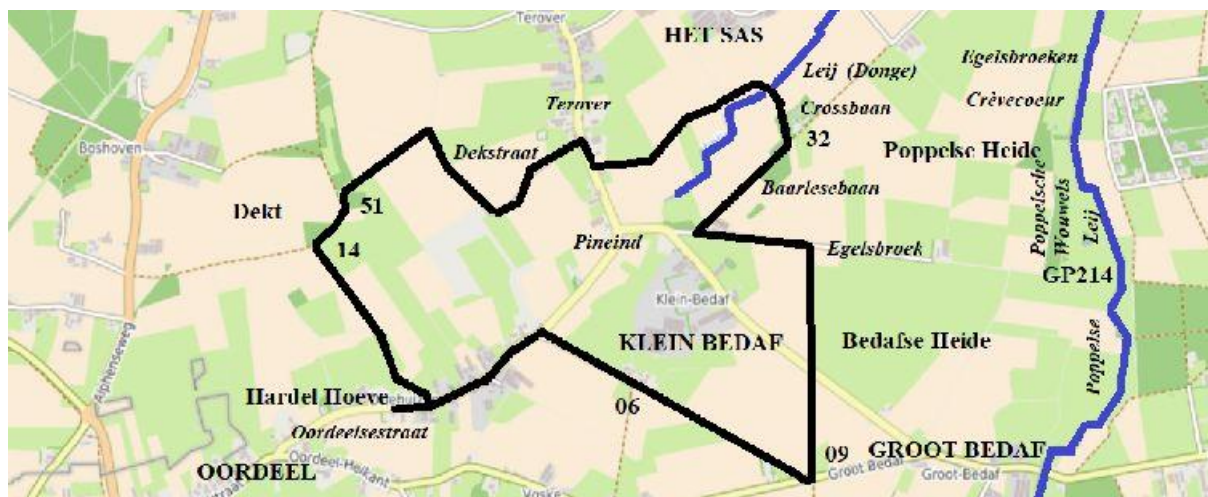 Terover
HET SAS
Leij (Donge)
Egelsbroeken
Terover
Crossbaan
Crèvecoeur
Boshoven
Dekstraat
32
Poppelse Heide
Baarlesebaan
Dekt
51
Poppelsche
Wouwels
Leij
14
Pineind
Egelsbroek
GP214
Klein-Bedaf
KLEIN BEDAF
Bedafse Heide
Poppelse
Alphenseweg
Hardel Hoeve
06
Oordeelsestraat
OORDEEL
Oordeel-Heikant
09
GROOT BEDAF
Groot Bedaf
Groot-Bedaf